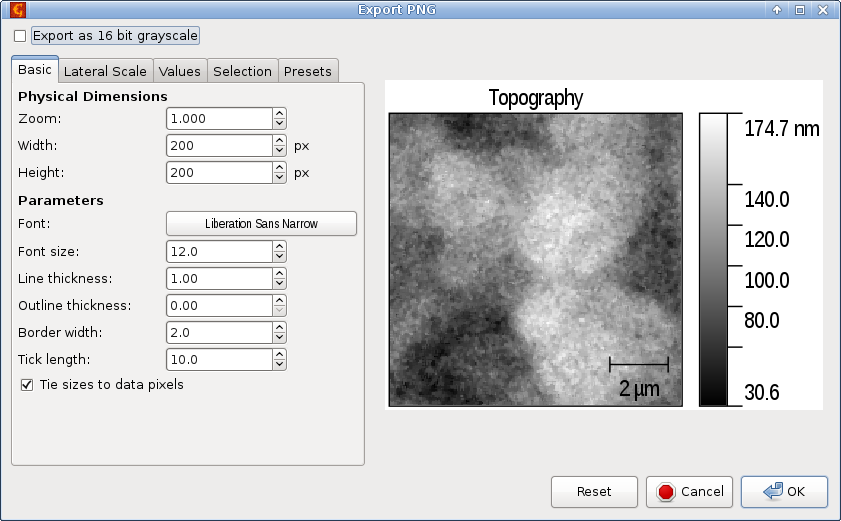 Export PNG
Export as 16 bit grayscale
Basic Lateral Scale Values Selection Presets
Physical Dimensions
Zoom: 1.000
Width: 200 px
Height: 200 px
Parameters
Font: Liberation Sans Narrow
Font size: 12.0
Line thickness: 1.00
Outline thickness: 0.00
Border width: 2.0
Tick length: 10.0
Tie sizes to data pixels
Topography
174.7 nm
140.0
120.0
100.0
80.0
30.6
2 µm
Reset Cancel OK